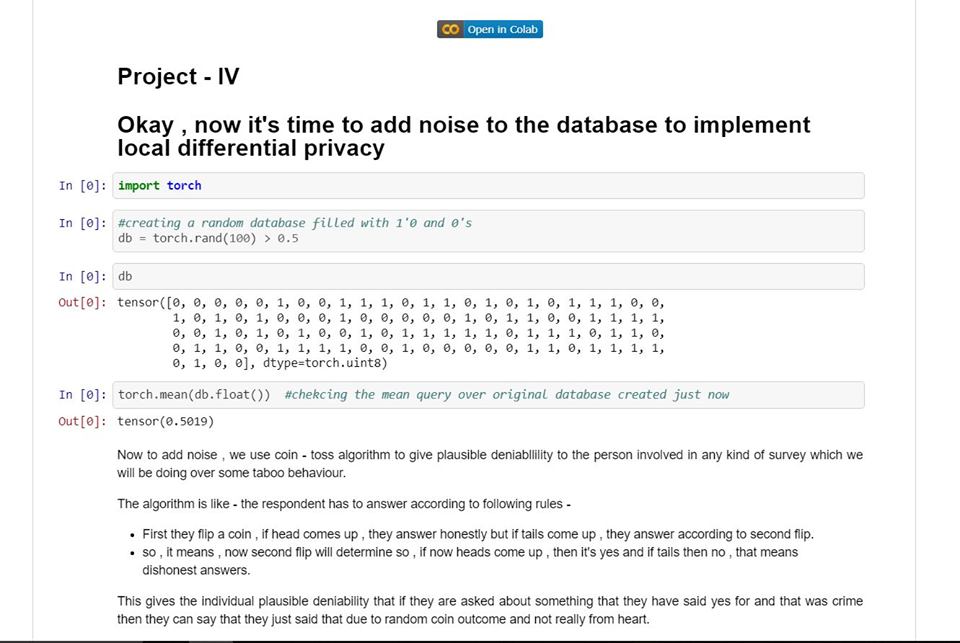 Open in Colab
Project - IV
Okay , now it's time to add noise to the database to implement
local differential privacy
In [0]: import torch
In [0]: #creating a random database filled with 1'0 and 0's
db = torch.rand(100) > 0.5
In [0]: db
Out[0]: tensor([0, 0, 0, 0, 0, 1, 0, 0, 1, 1, 1, 0, 1, 1, 0, 1, 0, 1, 0, 1, 1, 1, 0, 0,
1, 0, 1, 0, 1, 0, 0, 0, 1, 0, 0, 0, 0, 0, 1, 0, 1, 1, 0, 0, 1, 1, 1, 1,
0, 0, 1, 0, 1, 0, 1, 0, 0, 1, 0, 1, 1, 1, 1, 1, 0, 1, 1, 1, 0, 1, 1, 0,
0, 1, 1, 0, 0, 1, 1, 1, 1, 0, 0, 1, 0, 0, 0, 0, 0, 1, 1, 0, 1, 1, 1, 1,
0, 1, 0, 0], dtype=torch.uint8)
In [0]: torch.mean(db.float()) #chekcing the mean query over original database created just now
Out[0]: tensor(0.5019)
Now to add noise , we use coin - toss algorithm to give plausible deniabllility to the person involved in any kind of survey which we
will be doing over some taboo behaviour.
The algorithm is like - the respondent has to answer according to following rules -
• First they flip a coin , if head comes up , they answer honestly but if tails come up , they answer according to second flip.
• so , it means , now second flip will determine so , if now heads come up , then it's yes and if tails then no , that means
dishonest answers.
This gives the individual plausible deniability that if they are asked about something that they have said yes for and that was crime
then they can say that they just said that due to random coin outcome and not really from heart.